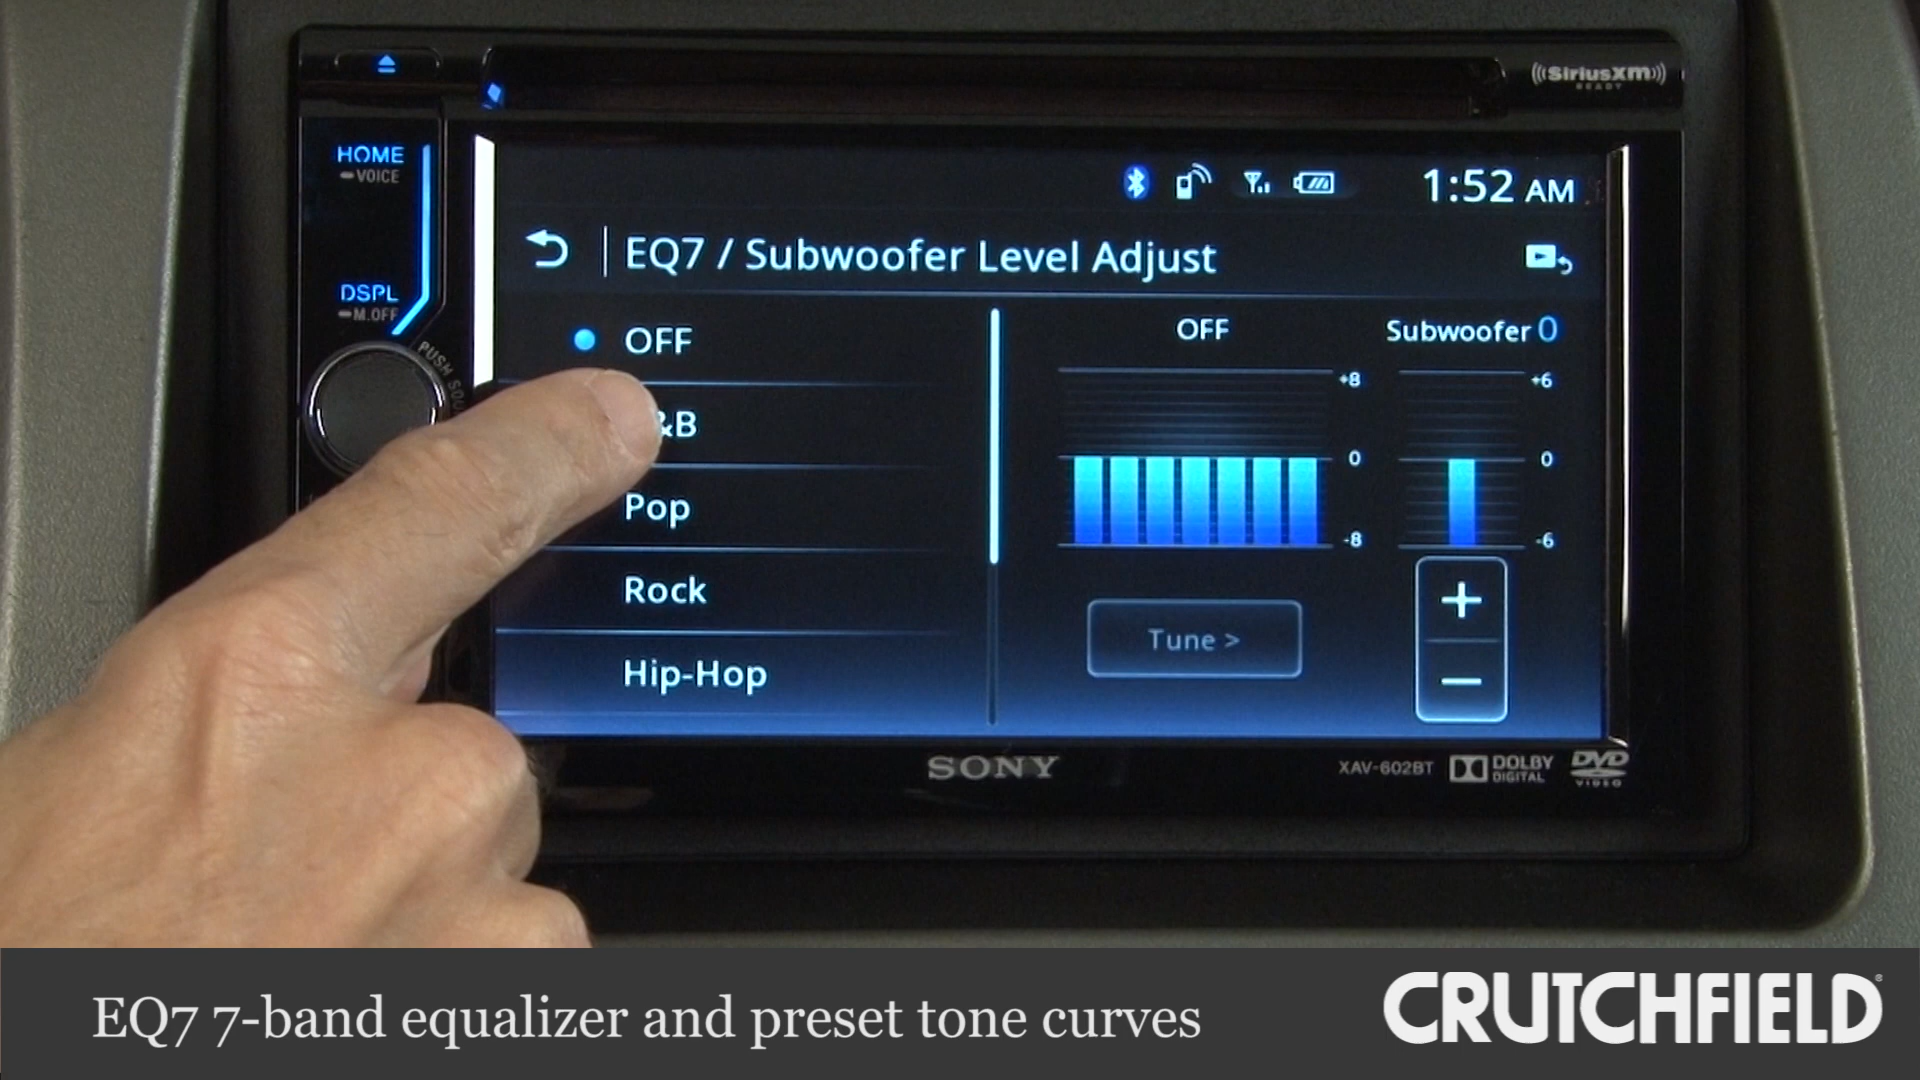 ((SiriusXM))
READY
HOME
VOICE
DSPL
M.OFF
PUSH
1:52 AM
EQ7 / Subwoofer Level Adjust
OFF
&B
Pop
Rock
Hip-Hop
OFF
+8
0
-8
Tune >
Subwoofer 0
+6
0
-6
+
−
SONY
XAV-602BT
DOLBY
DIGITAL
DVD
VIDEO
EQ7 7-band equalizer and preset tone curves
CRUTCHFIELD